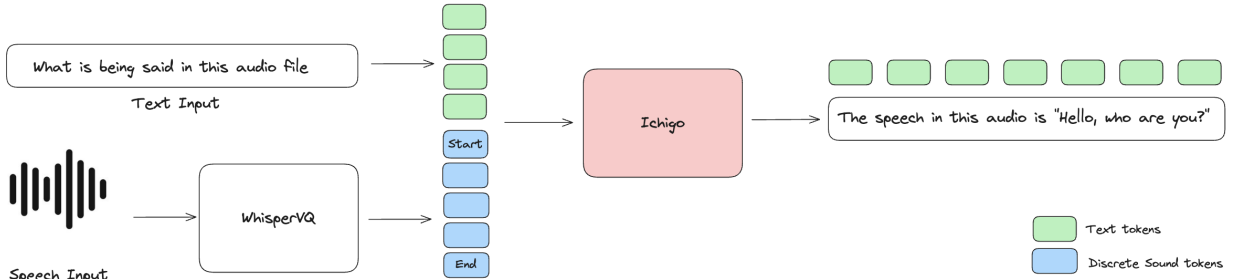 What is being said in this audio file
Text Input
Start
Ichigo
The speech in this audio is "Hello, who are you?"
WhisperVQ
End
Speech Input
Text tokens
Discrete Sound tokens